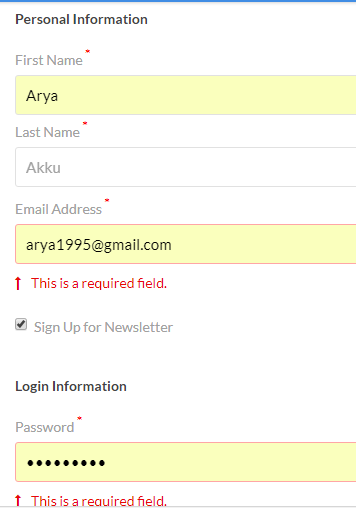 Personal Information
First Name *
Arya
Last Name *
Akku
Email Address *
arya1995@gmail.com
This is a required field.
Sign Up for Newsletter
Login Information
Password *
•••••••••
This is a required field.